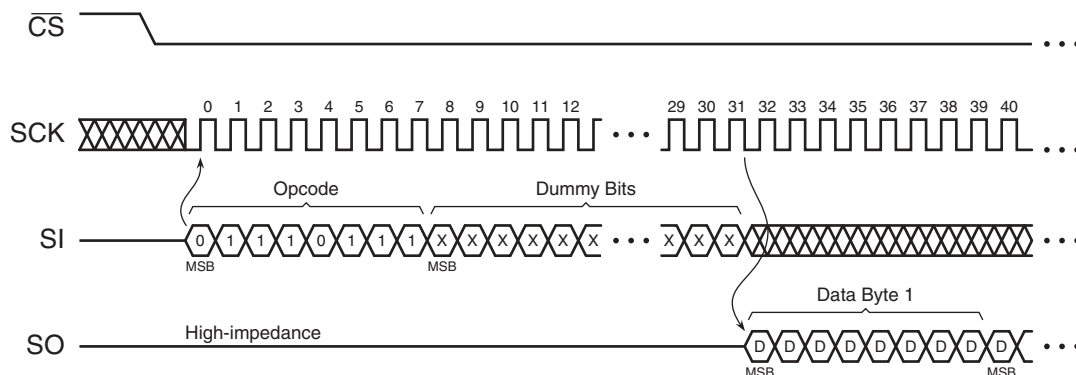 CS
0 1 2 3 4 5 6 7 8 9 10 11 12 29 30 31 32 33 34 35 36 37 38 39 40
SCK
Opcode Dummy Bits
SI 0 1 1 1 0 1 1 1 X X X X X X X X X
MSB MSB
Data Byte 1
High-impedance
SO D D D D D D D D D
MSB MSB